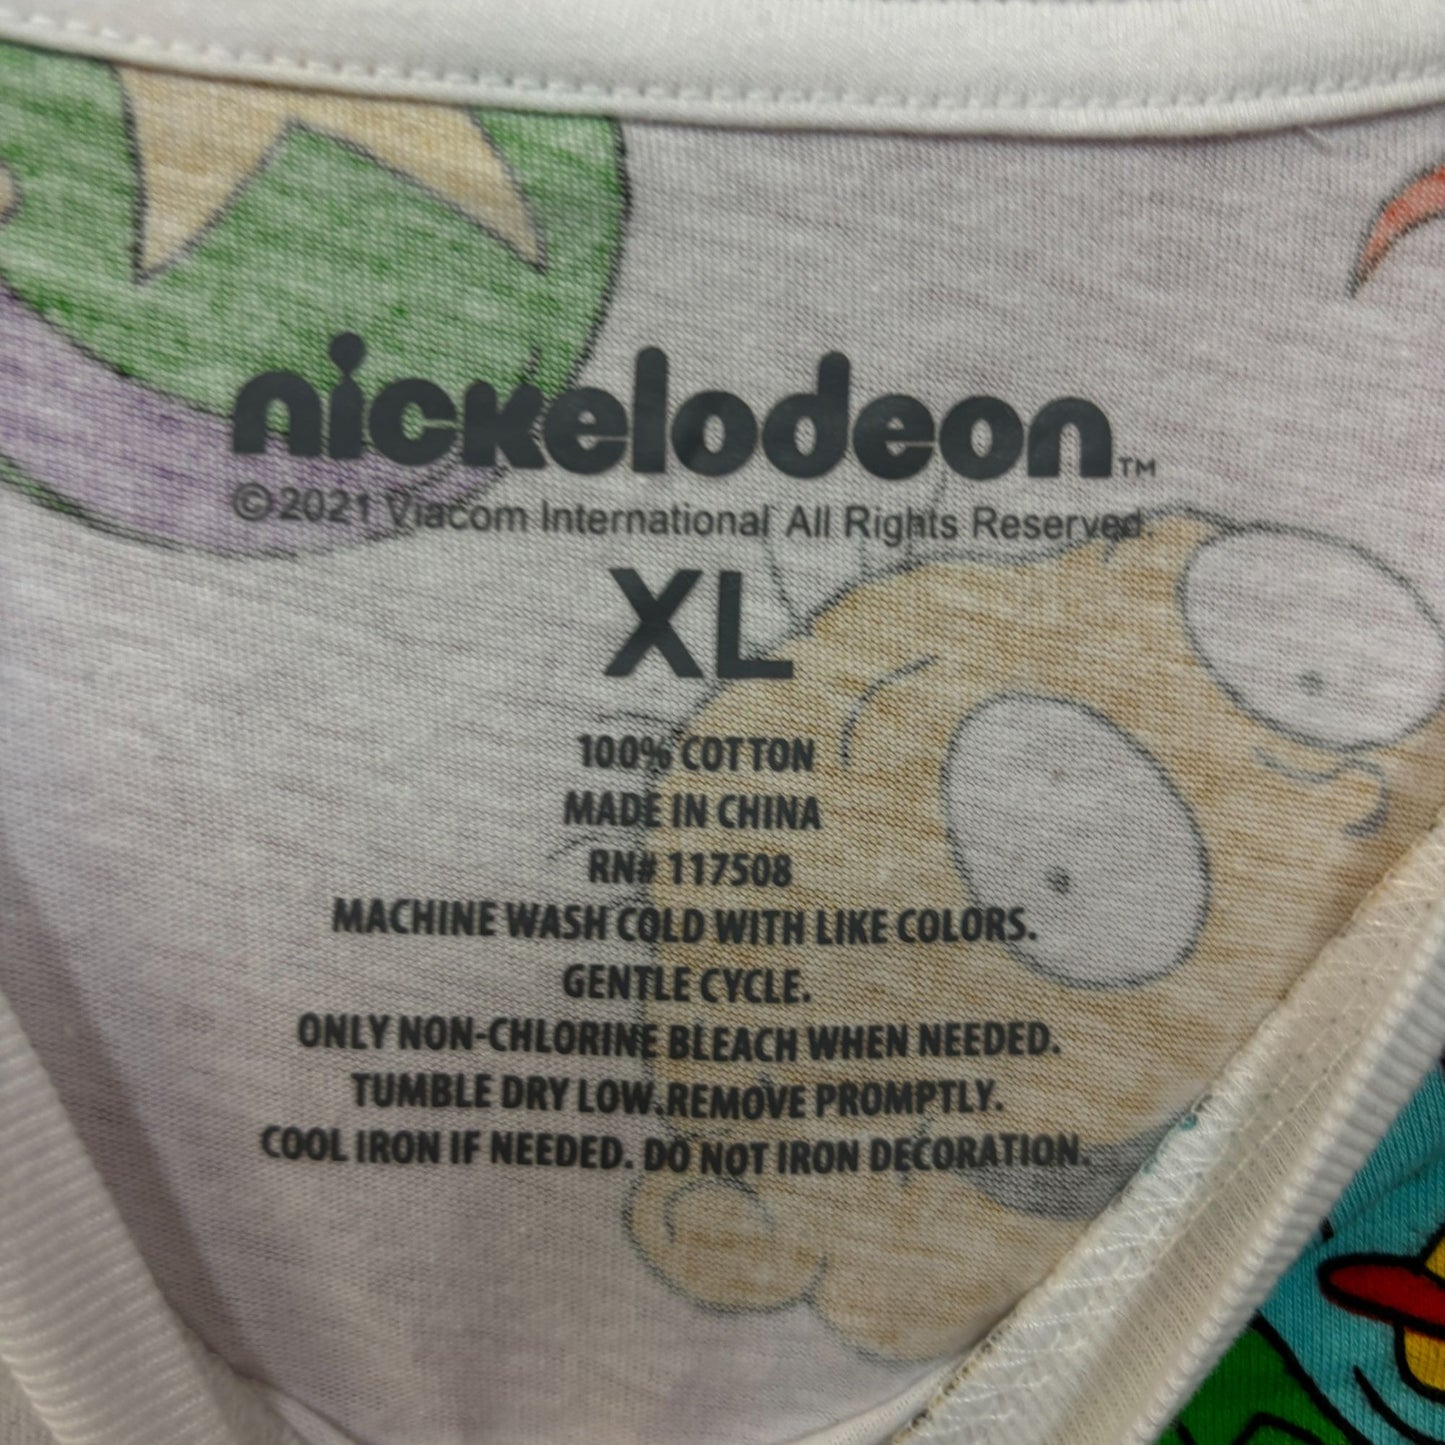 nickelodeon™
©2021 Viacom International All Rights Reserved.
XL
100% COTTON
MADE IN CHINA
RN# 117508
MACHINE WASH COLD WITH LIKE COLORS.
GENTLE CYCLE.
ONLY NON-CHLORINE BLEACH WHEN NEEDED.
TUMBLE DRY LOW.REMOVE PROMPTLY.
COOL IRON IF NEEDED. DO NOT IRON DECORATION.